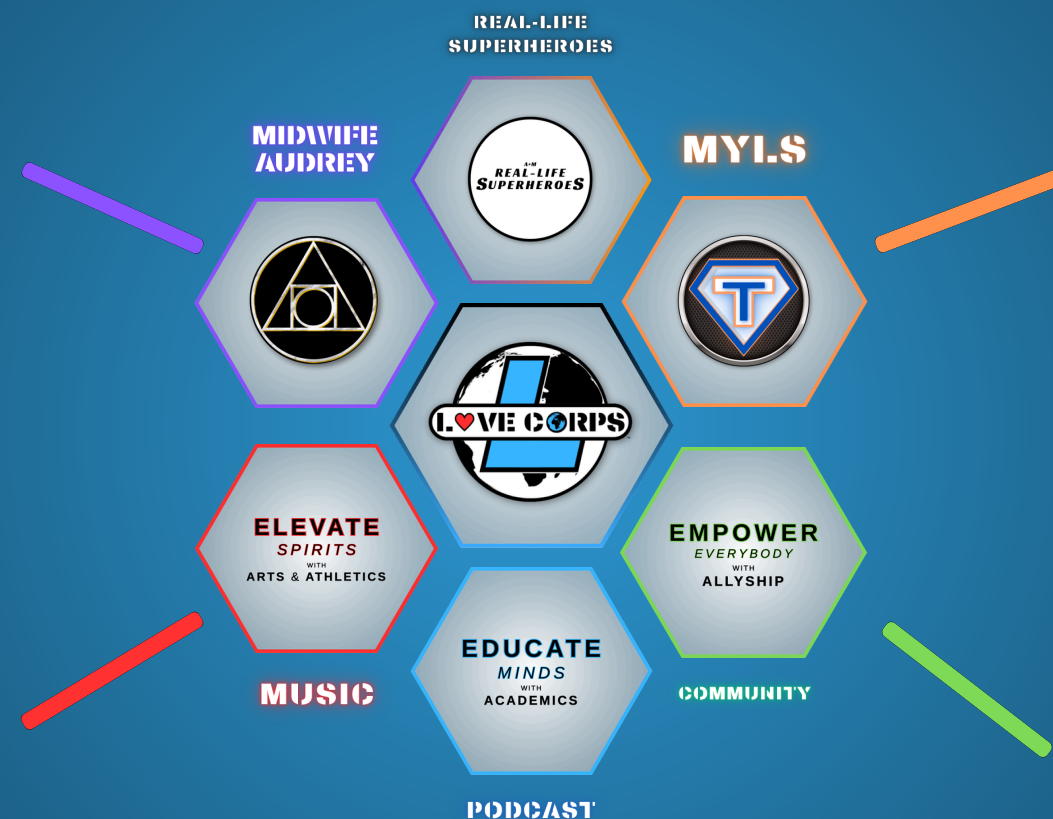 REAL-LIFE
SUPERHEROES
MIDWIFE
AUDREY
MYLS
A•M
REAL-LIFE
SUPERHEROES
T
L♥VE CORPS
ELEVATE
SPIRITS
WITH
ARTS & ATHLETICS
EMPOWER
EVERYBODY
WITH
ALLYSHIP
EDUCATE
MINDS
WITH
ACADEMICS
MUSIC
COMMUNITY
PODCAST